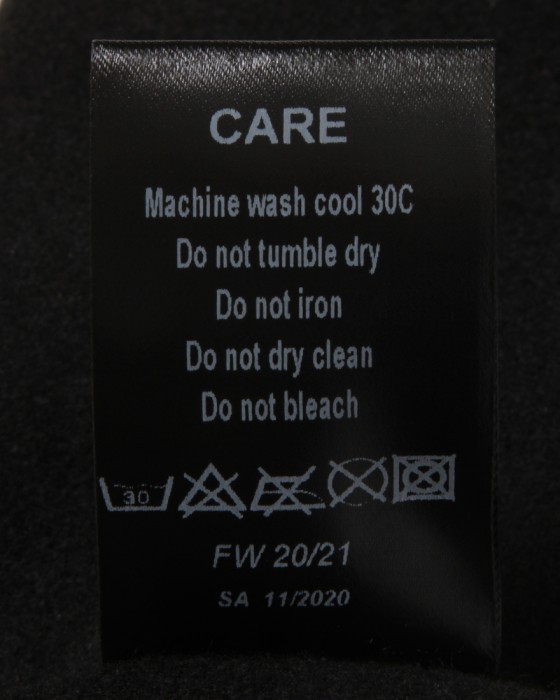 CARE
Machine wash cool 30C
Do not tumble dry
Do not iron
Do not dry clean
Do not bleach
30
FW 20/21
SA 11/2020